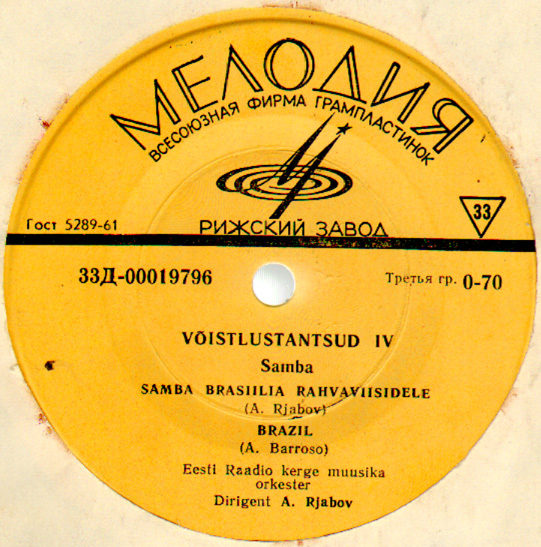 МЕЛОДИЯ
ВСЕСОЮЗНАЯ ФИРМА ГРАМПЛАСТИНОК
РИЖСКИЙ ЗАВОД
Гост 5289-61
33
33Д-00019796
Третья гр. 0-70
VÕISTLUSTANTSUD IV
Samba
SAMBA BRASIILIA RAHVAVIISIDELE
(A. Rjabov)
BRAZIL
(A. Barroso)
Eesti Raadio kerge muusika
orkester
Dirigent A. Rjabov